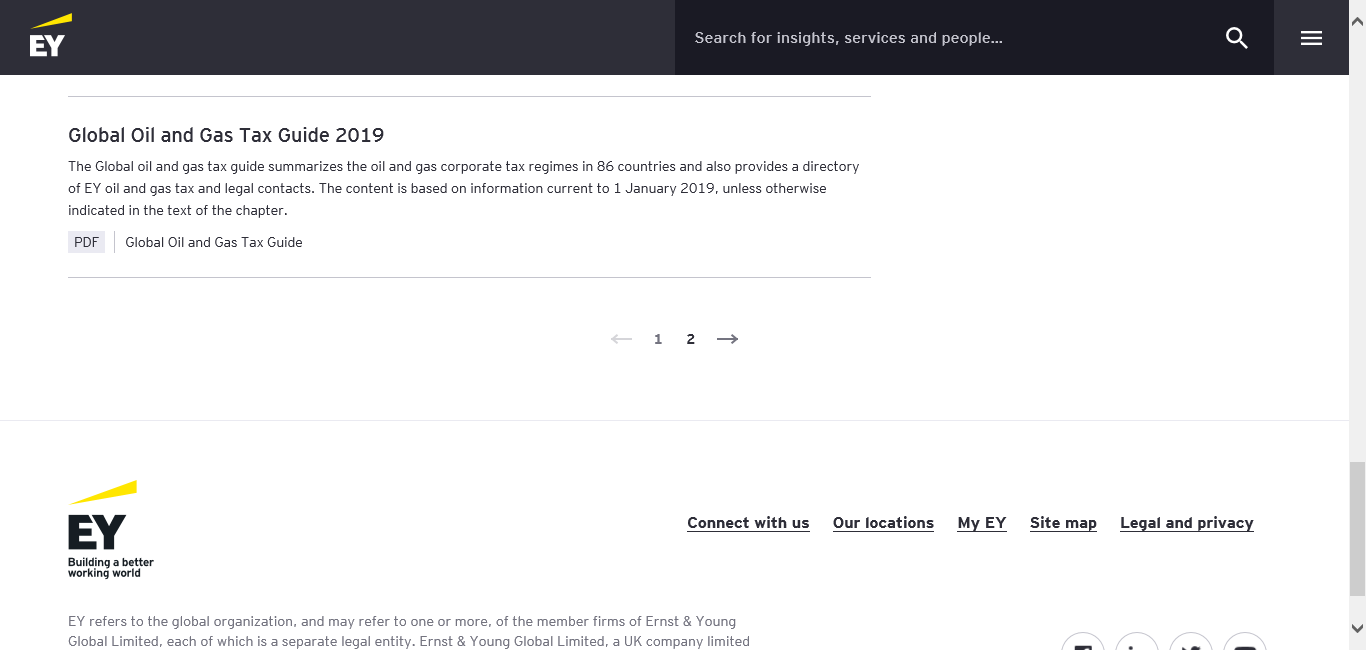 EY
Search for insights, services and people...
Global Oil and Gas Tax Guide 2019
The Global oil and gas tax guide summarizes the oil and gas corporate tax regimes in 86 countries and also provides a directory
of EY oil and gas tax and legal contacts. The content is based on information current to 1 January 2019, unless otherwise
indicated in the text of the chapter.
PDF Global Oil and Gas Tax Guide
1 2
EY
Building a better
working world
Connect with us Our locations My EY Site map Legal and privacy
EY refers to the global organization, and may refer to one or more, of the member firms of Ernst & Young
Global Limited, each of which is a separate legal entity. Ernst & Young Global Limited, a UK company limited